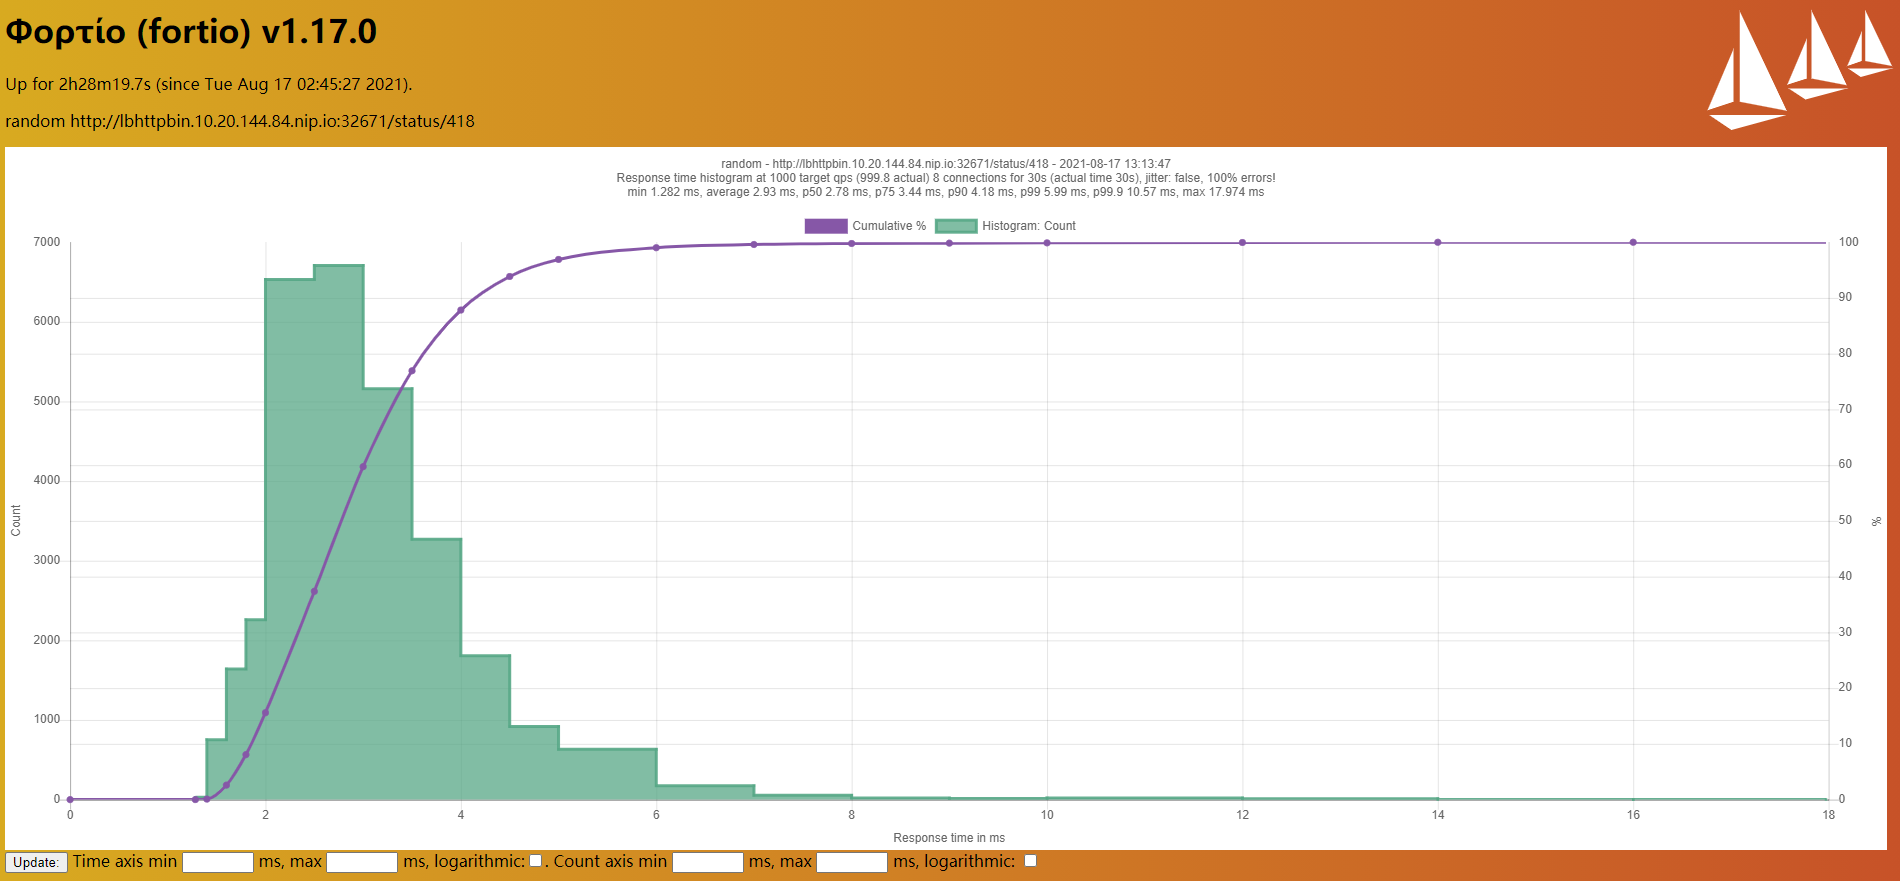 Φορτίο (fortio) v1.17.0
Up for 2h28m19.7s (since Tue Aug 17 02:45:27 2021).
random http://lbhttpbin.10.20.144.84.nip.io:32671/status/418
random - http://lbhttpbin.10.20.144.84.nip.io:32671/status/418 - 2021-08-17 13:13:47
Response time histogram at 1000 target qps (999.8 actual) 8 connections for 30s (actual time 30s), jitter: false, 100% errors!
min 1.282 ms, average 2.93 ms, p50 2.78 ms, p75 3.44 ms, p90 4.18 ms, p99 5.99 ms, p99.9 10.57 ms, max 17.974 ms
Cumulative % Histogram: Count
7000
6000
5000
4000
3000
2000
1000
0
Count
100
90
80
70
60
50
40
30
20
10
0
%
0 2 4 6 8 10 12 14 16 18
Response time in ms
Update: Time axis min ms, max ms, logarithmic: . Count axis min ms, max ms, logarithmic: